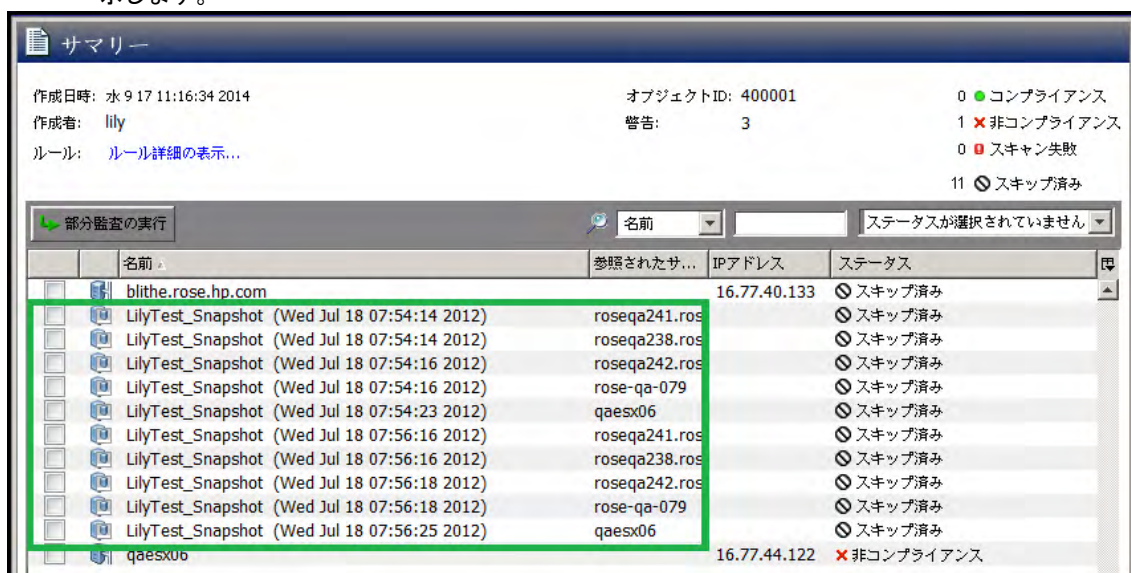 示します。
サマリー
作成日時: 水 9 17 11:16:34 2014 オブジェクトID: 400001 0 コンプライアンス
作成者: lily 警告: 3 1 非コンプライアンス
ルール: ルール詳細の表示... 0 スキャン失敗
11 スキップ済み
部分監査の実行 名前 ステータスが選択されていません
名前 参照されたサ... IPアドレス ステータス
blithe.rose.hp.com 16.77.40.133 スキップ済み
LilyTest_Snapshot (Wed Jul 18 07:54:14 2012) roseqa241.ros スキップ済み
LilyTest_Snapshot (Wed Jul 18 07:54:14 2012) roseqa238.ros スキップ済み
LilyTest_Snapshot (Wed Jul 18 07:54:16 2012) roseqa242.ros スキップ済み
LilyTest_Snapshot (Wed Jul 18 07:54:16 2012) rose-qa-079 スキップ済み
LilyTest_Snapshot (Wed Jul 18 07:54:23 2012) qaesx06 スキップ済み
LilyTest_Snapshot (Wed Jul 18 07:56:16 2012) roseqa241.ros スキップ済み
LilyTest_Snapshot (Wed Jul 18 07:56:16 2012) roseqa238.ros スキップ済み
LilyTest_Snapshot (Wed Jul 18 07:56:18 2012) roseqa242.ros スキップ済み
LilyTest_Snapshot (Wed Jul 18 07:56:18 2012) rose-qa-079 スキップ済み
LilyTest_Snapshot (Wed Jul 18 07:56:25 2012) qaesx06 スキップ済み
qaesx06 16.77.44.122 非コンプライアンス